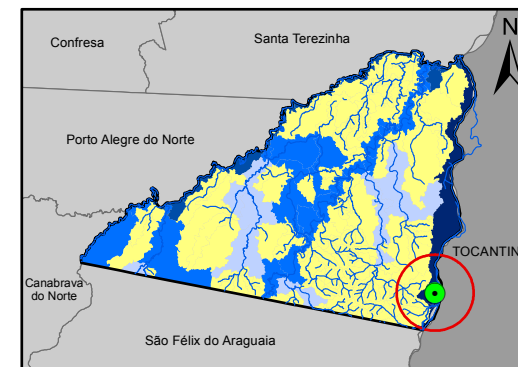 Confresa
Santa Terezinha
N
Porto Alegre do Norte
TOCANTIN
Canabrava
do Norte
São Félix do Araguaia